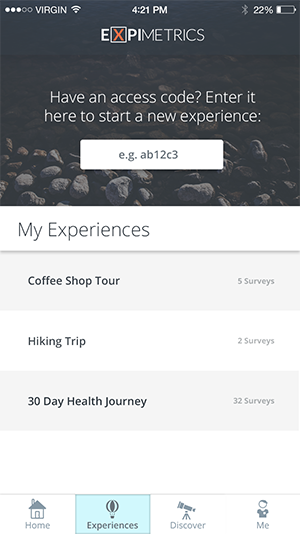 VIRGIN 4:21 PM 22%
EXPIMETRICS
Have an access code? Enter it
here to start a new experience:
e.g. ab12c3
My Experiences
Coffee Shop Tour 5 Surveys
Hiking Trip 2 Surveys
30 Day Health Journey 32 Surveys
Home Experiences Discover Me